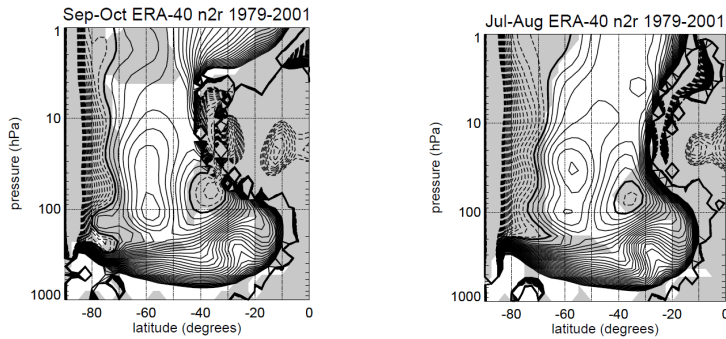 Sep-Oct ERA-40 n2r 1979-2001
1
10
100
1000
pressure (hPa)
-80 -60 -40 -20 0
latitude (degrees)
Jul-Aug ERA-40 n2r 1979-2001
1
10
100
1000
pressure (hPa)
-80 -60 -40 -20 0
latitude (degrees)